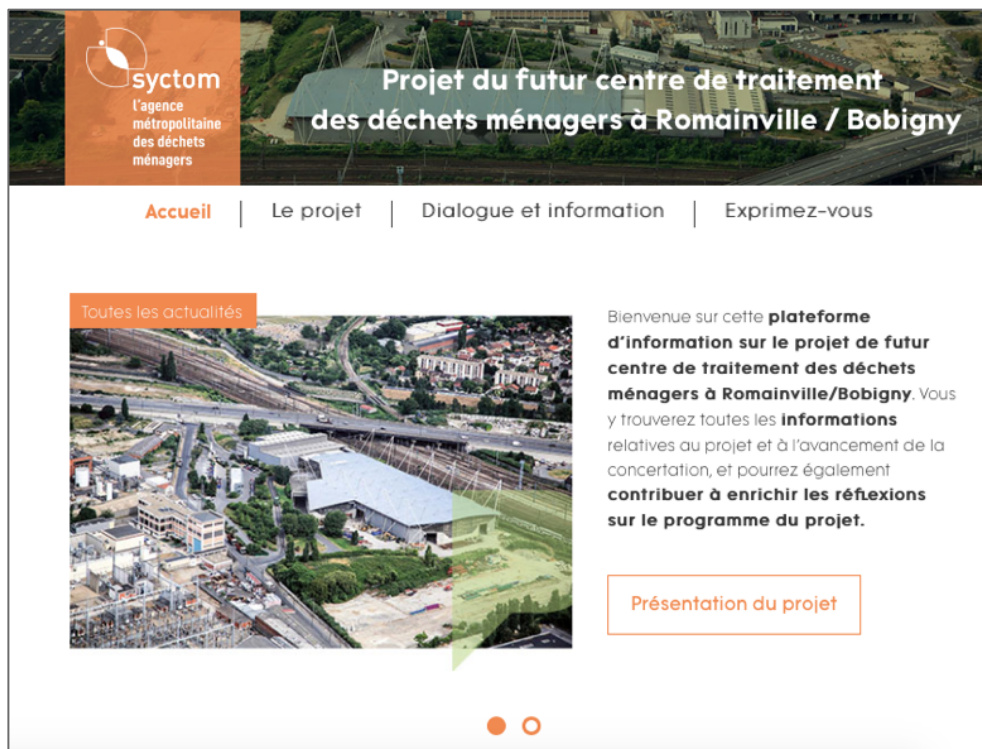 syctom
l'agence
métropolitaine
des déchets
ménagers
Projet du futur centre de traitement
des déchets ménagers à Romainville / Bobigny
Accueil | Le projet | Dialogue et information | Exprimez-vous
Toutes les actualités
Bienvenue sur cette plateforme
d'information sur le projet de futur
centre de traitement des déchets
ménagers à Romainville/Bobigny. Vous
y trouverez toutes les informations
relatives au projet et à l'avancement de la
concertation, et pourrez également
contribuer à enrichir les réflexions
sur le programme du projet.
Présentation du projet